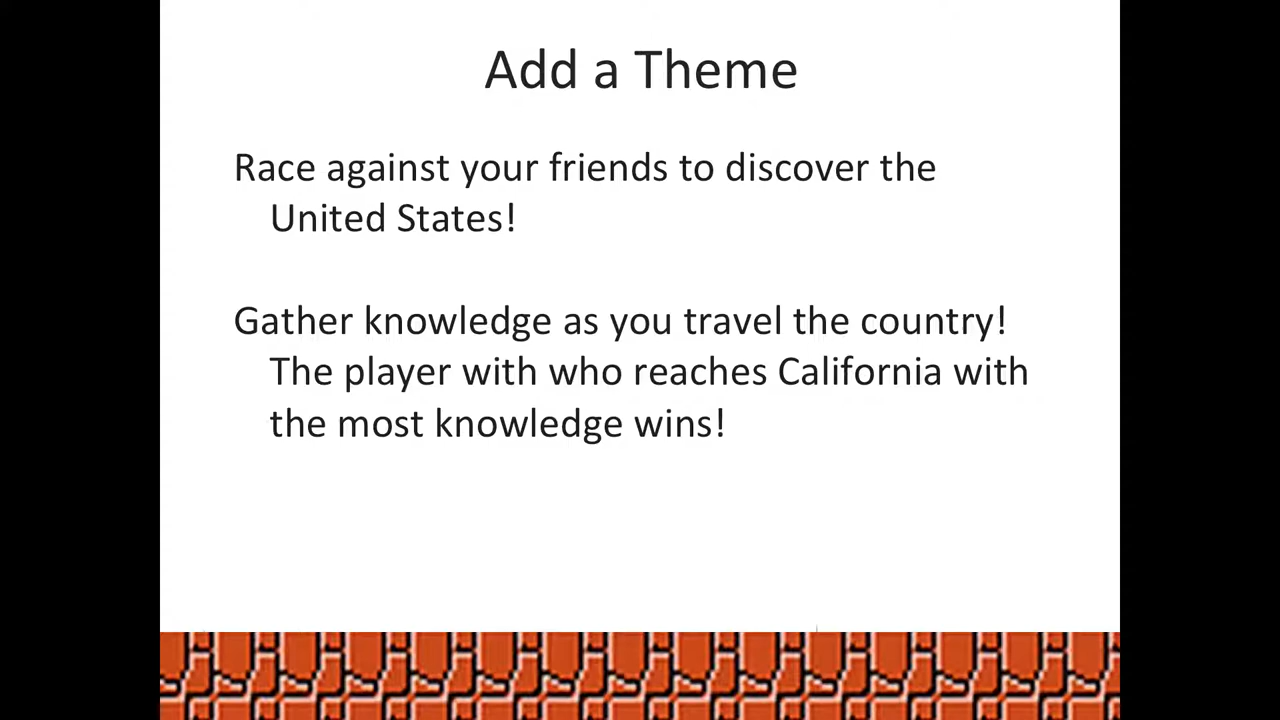 Add a Theme
Race against your friends to discover the
United States!
Gather knowledge as you travel the country!
The player with who reaches California with
the most knowledge wins!